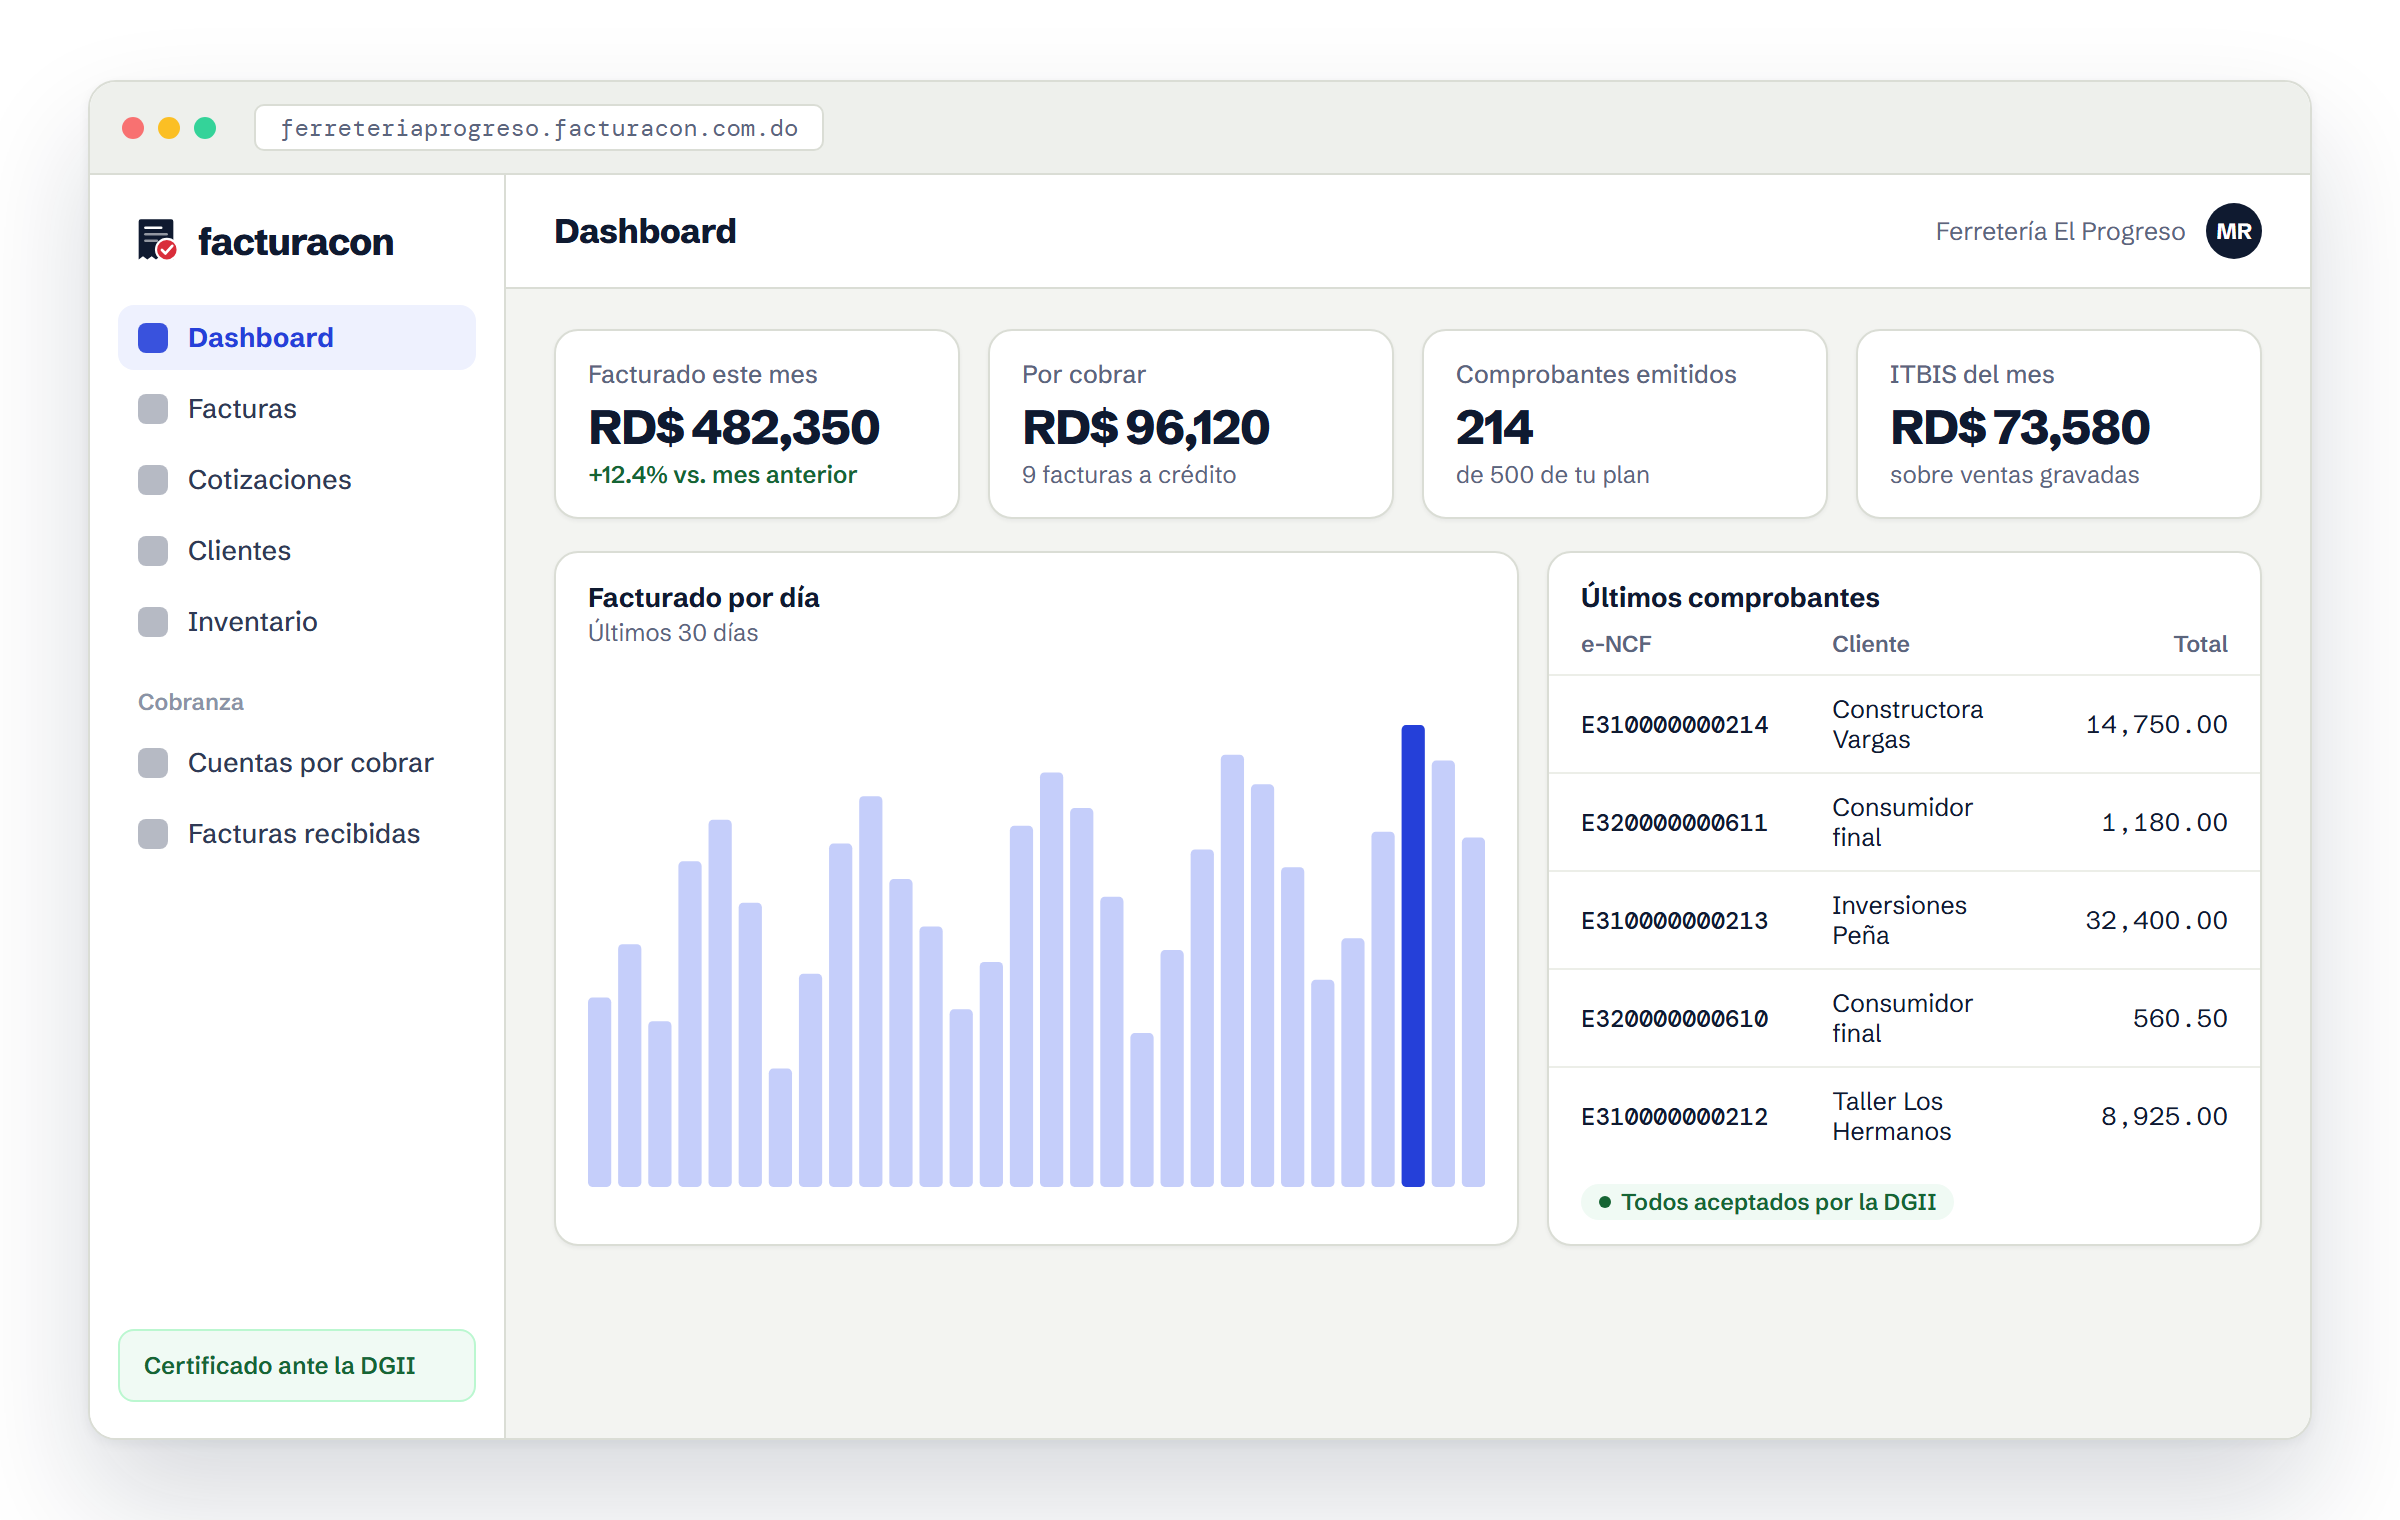 ferreteriaprogreso.facturacon.com.do
facturacon
Dashboard
Facturas
Cotizaciones
Clientes
Inventario
Cobranza
Cuentas por cobrar
Facturas recibidas
Certificado ante la DGII
Dashboard
Ferretería El Progreso
MR
Facturado este mes
RD$ 482,350
+12.4% vs. mes anterior
Por cobrar
RD$ 96,120
9 facturas a crédito
Comprobantes emitidos
214
de 500 de tu plan
ITBIS del mes
RD$ 73,580
sobre ventas gravadas
Facturado por día
Últimos 30 días
Últimos comprobantes
e-NCF Cliente Total
E310000000214 Constructora Vargas 14,750.00
E320000000611 Consumidor final 1,180.00
E310000000213 Inversiones Peña 32,400.00
E320000000610 Consumidor final 560.50
E310000000212 Taller Los Hermanos 8,925.00
Todos aceptados por la DGII